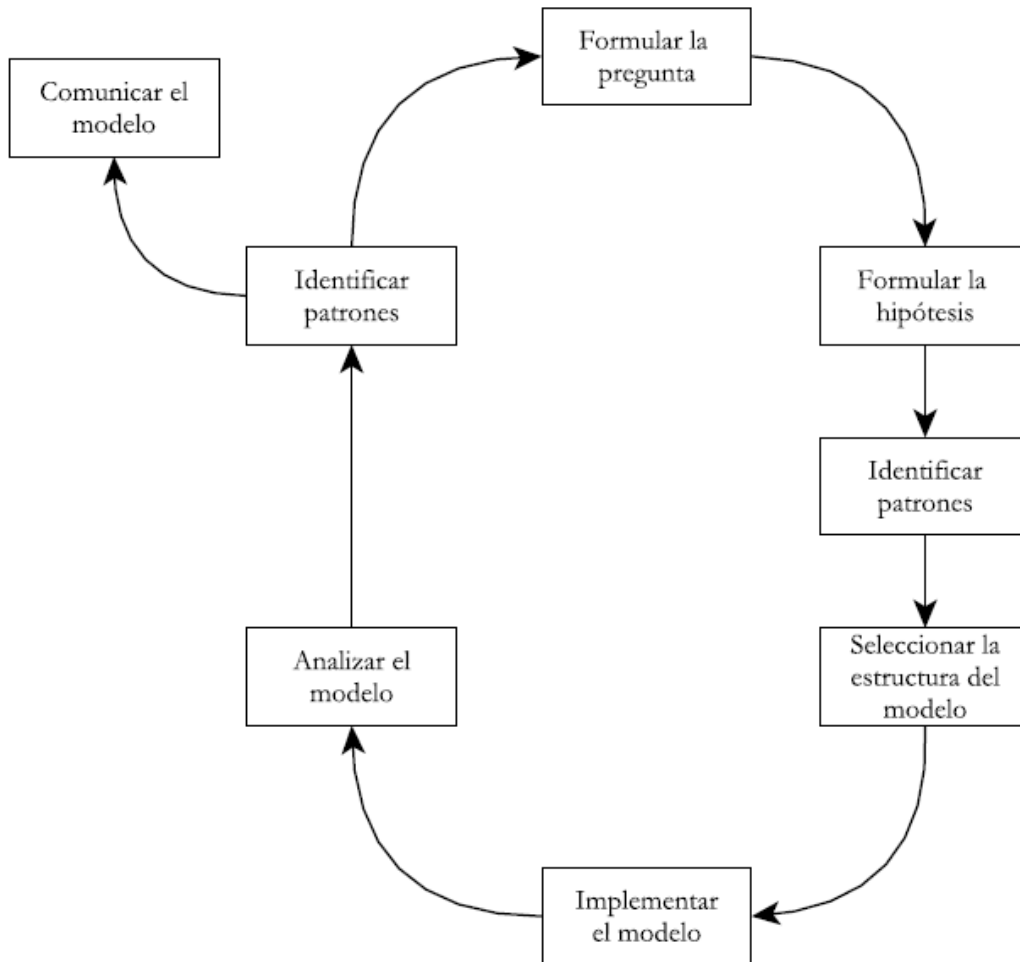 Formular la
pregunta
Comunicar el
modelo
Identificar
patrones
Formular la
hipótesis
Identificar
patrones
Analizar el
modelo
Seleccionar la
estructura del
modelo
Implementar
el modelo